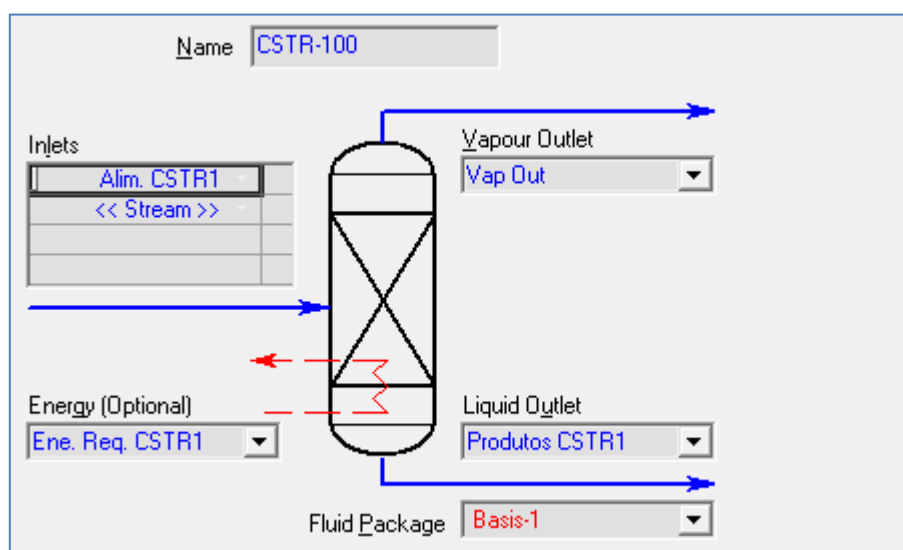 Name CSTR-100
Inlets
Alim. CSTR1
<< Stream >>
Vapour Outlet
Vap Out
Energy (Optional)
Ene. Req. CSTR1
Liquid Outlet
Produtos CSTR1
Fluid Package Basis-1